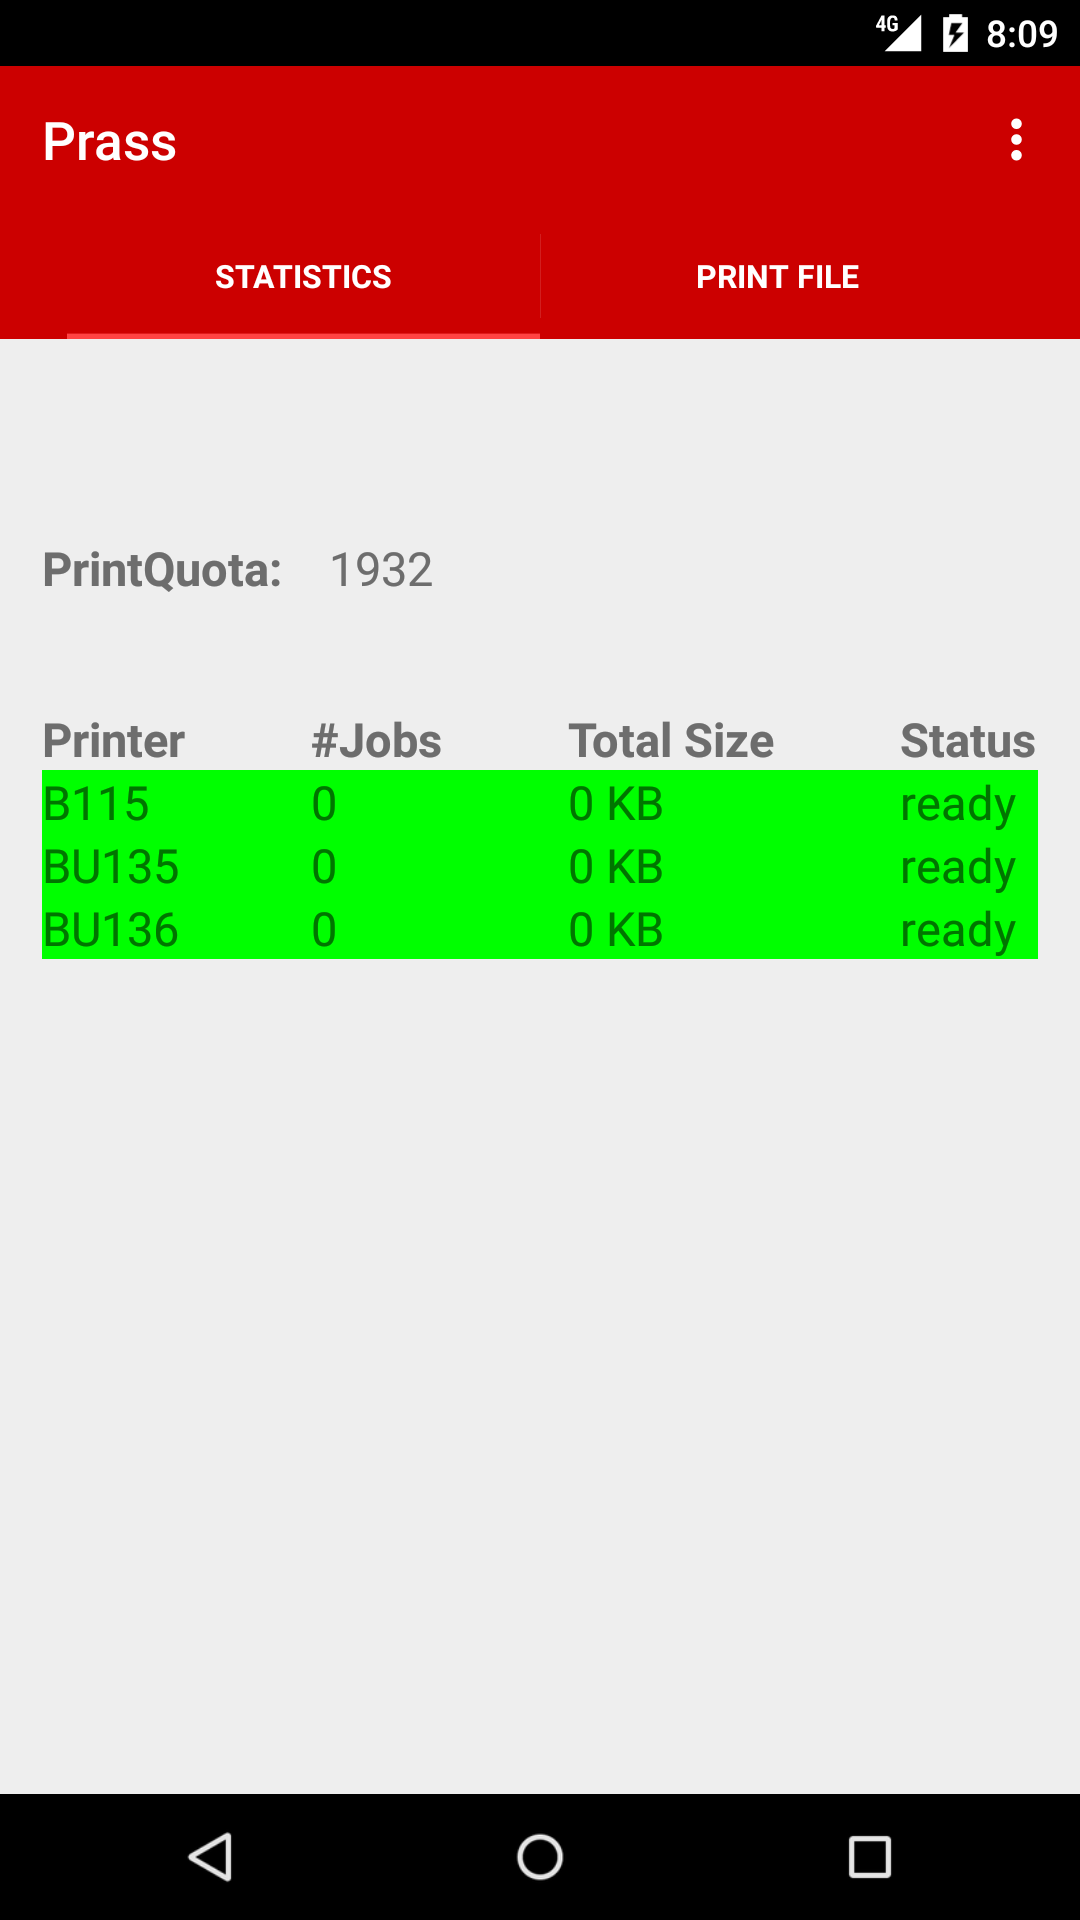 4G 8:09
Prass
STATISTICS PRINT FILE
PrintQuota: 1932
Printer #Jobs Total Size Status
B115 0 0 KB ready
BU135 0 0 KB ready
BU136 0 0 KB ready